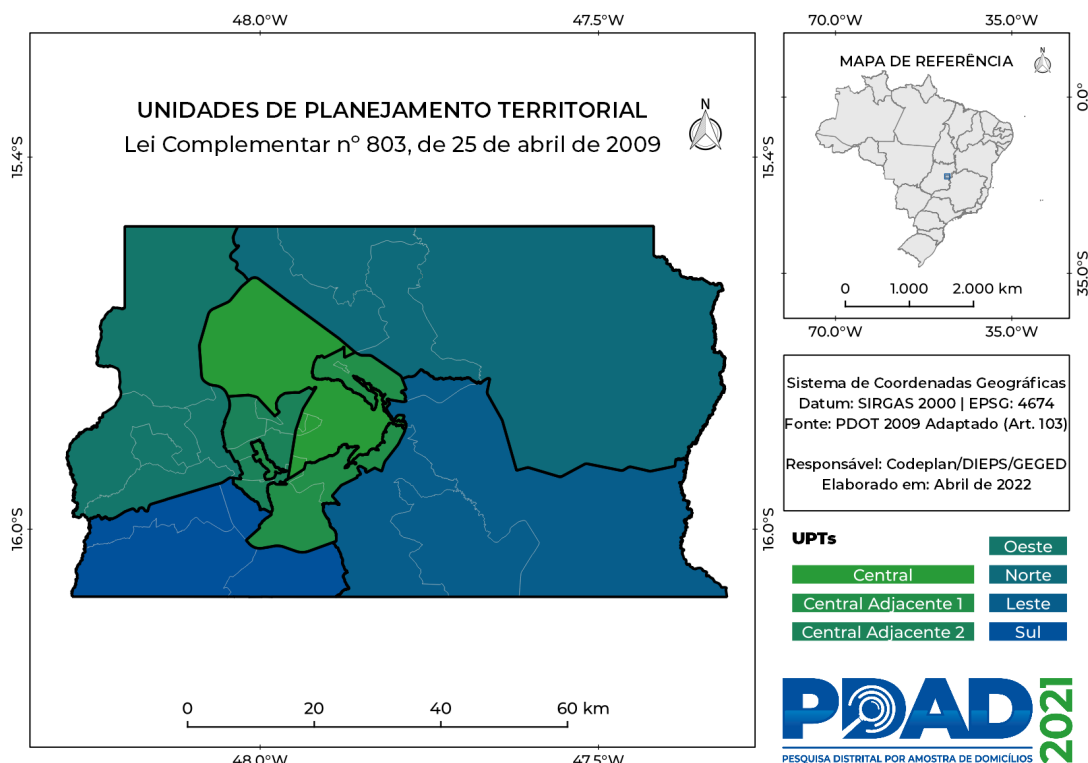 48.0°W
47.5°W
UNIDADES DE PLANEJAMENTO TERRITORIAL
Lei Complementar nº 803, de 25 de abril de 2009
N
15.4°S
15.4°S
16.0°S
16.0°S
0
20
40
60 km
48.0°W
47.5°W
70.0°W
35.0°W
MAPA DE REFERÊNCIA
N
0.0°
35.0°S
0
1.000
2.000 km
70.0°W
35.0°W
Sistema de Coordenadas Geográficas
Datum: SIRGAS 2000 | EPSG: 4674
Fonte: PDOT 2009 Adaptado (Art. 103)
Responsável: Codeplan/DIEPS/GEGED
Elaborado em: Abril de 2022
UPTs
Central
Central Adjacente 1
Central Adjacente 2
Oeste
Norte
Leste
Sul
PDAD 2021
PESQUISA DISTRITAL POR AMOSTRA DE DOMICÍLIOS